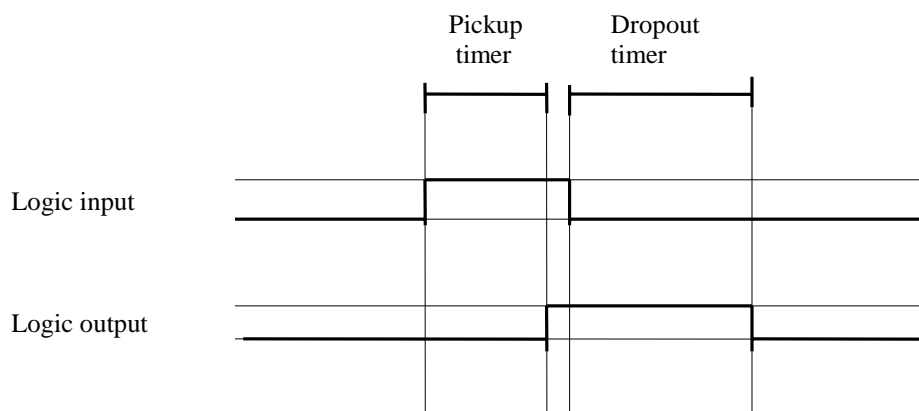 Pickup
timer
Dropout
timer
Logic input
Logic output